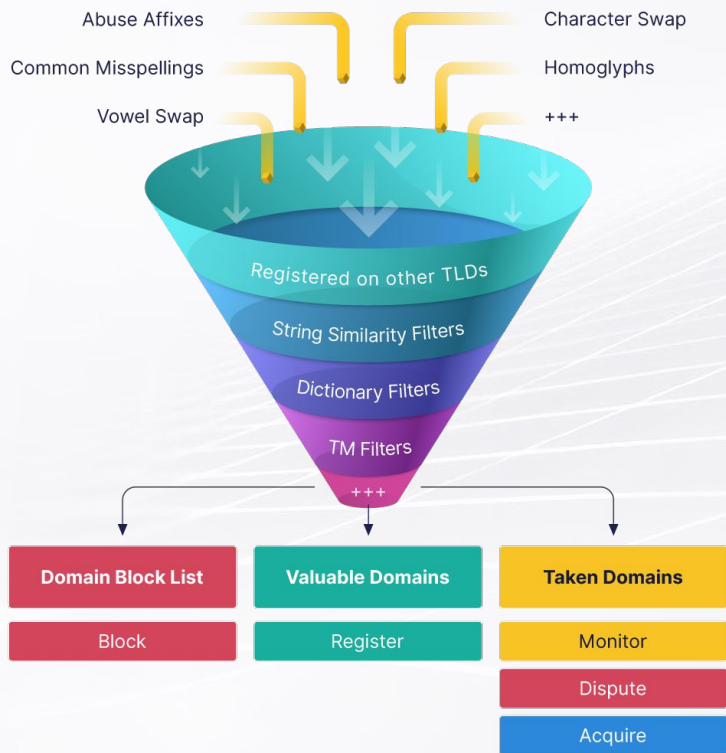 Abuse Affixes
Character Swap
Common Misspellings
Homoglyphs
Vowel Swap
+++
Registered on other TLDs
String Similarity Filters
Dictionary Filters
TM Filters
+++
Domain Block List
Valuable Domains
Taken Domains
Block
Register
Monitor
Dispute
Acquire